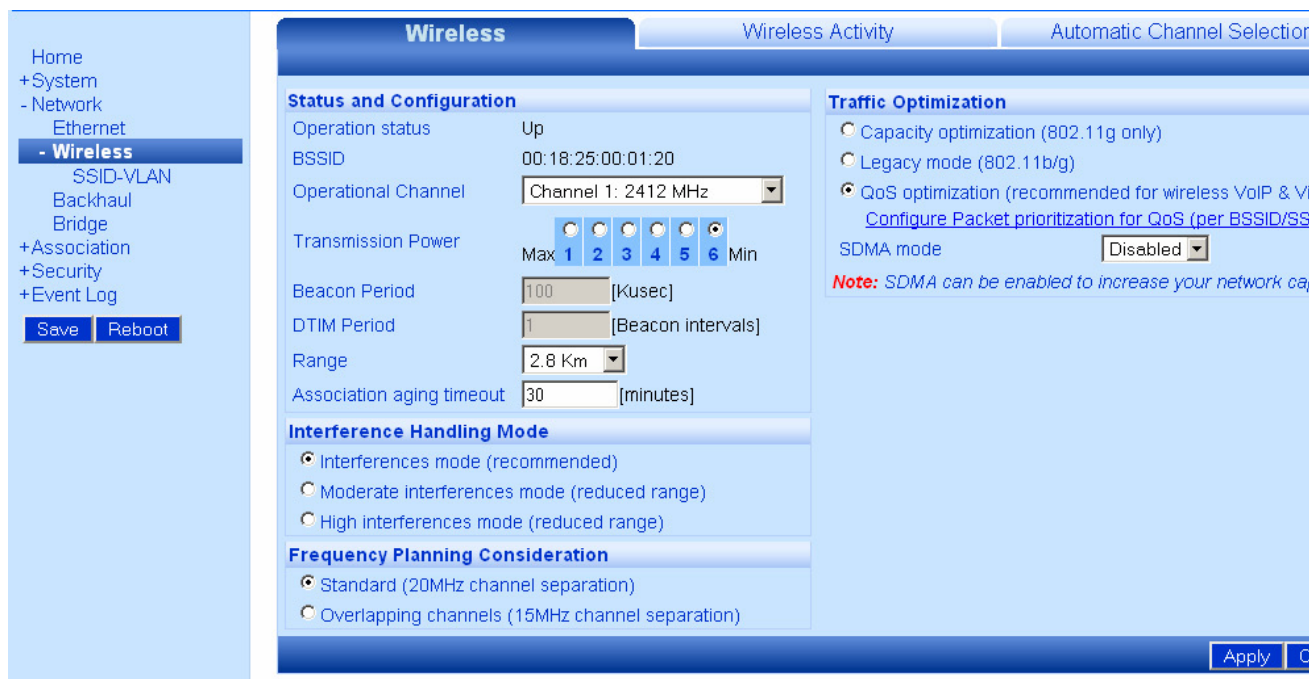 Wireless
Wireless Activity
Automatic Channel Selection
Home
+System
- Network
Ethernet
- Wireless
SSID-VLAN
Backhaul
Bridge
+Association
+Security
+Event Log
Save
Reboot
Status and Configuration
Operation status Up
BSSID 00:18:25:00:01:20
Operational Channel Channel 1: 2412 MHz
Transmission Power Max 1 2 3 4 5 6 Min
Beacon Period 100 [Kusec]
DTIM Period 1 [Beacon intervals]
Range 2.8 Km
Association aging timeout 30 [minutes]
Interference Handling Mode
Interferences mode (recommended)
Moderate interferences mode (reduced range)
High interferences mode (reduced range)
Frequency Planning Consideration
Standard (20MHz channel separation)
Overlapping channels (15MHz channel separation)
Traffic Optimization
Capacity optimization (802.11g only)
Legacy mode (802.11b/g)
QoS optimization (recommended for wireless VoIP &
Configure Packet prioritization for QoS (per
SDMA mode Disabled
Note: SDMA can be enabled to increase your network
Apply